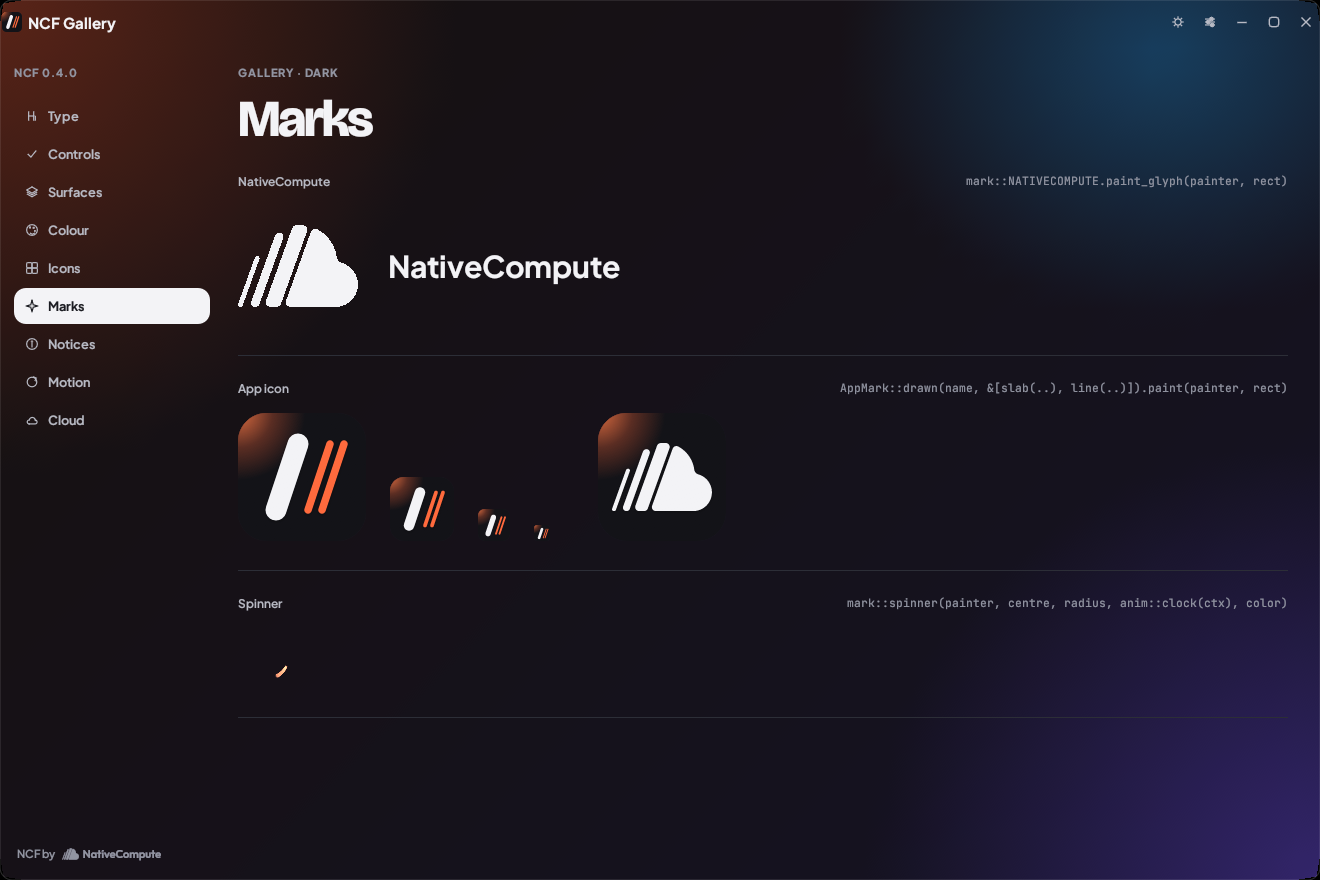 NCF Gallery
NCF 0.4.0
Type
Controls
Surfaces
Colour
Icons
Marks
Notices
Motion
Cloud
NCF by NativeCompute
GALLERY · DARK
Marks
NativeCompute
mark::NATIVECOMPUTE.paint_glyph(painter, rect)
NativeCompute
App icon
AppMark::drawn(name, &[slab(..), line(..)]).paint(painter, rect)
Spinner
mark::spinner(painter, centre, radius, anim::clock(ctx), color)